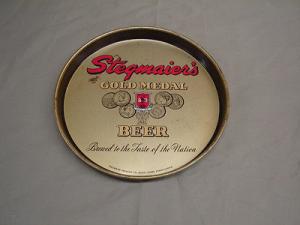 Stegmaier's
GOLD MEDAL
BEER
Brewed to the Taste of the Nation